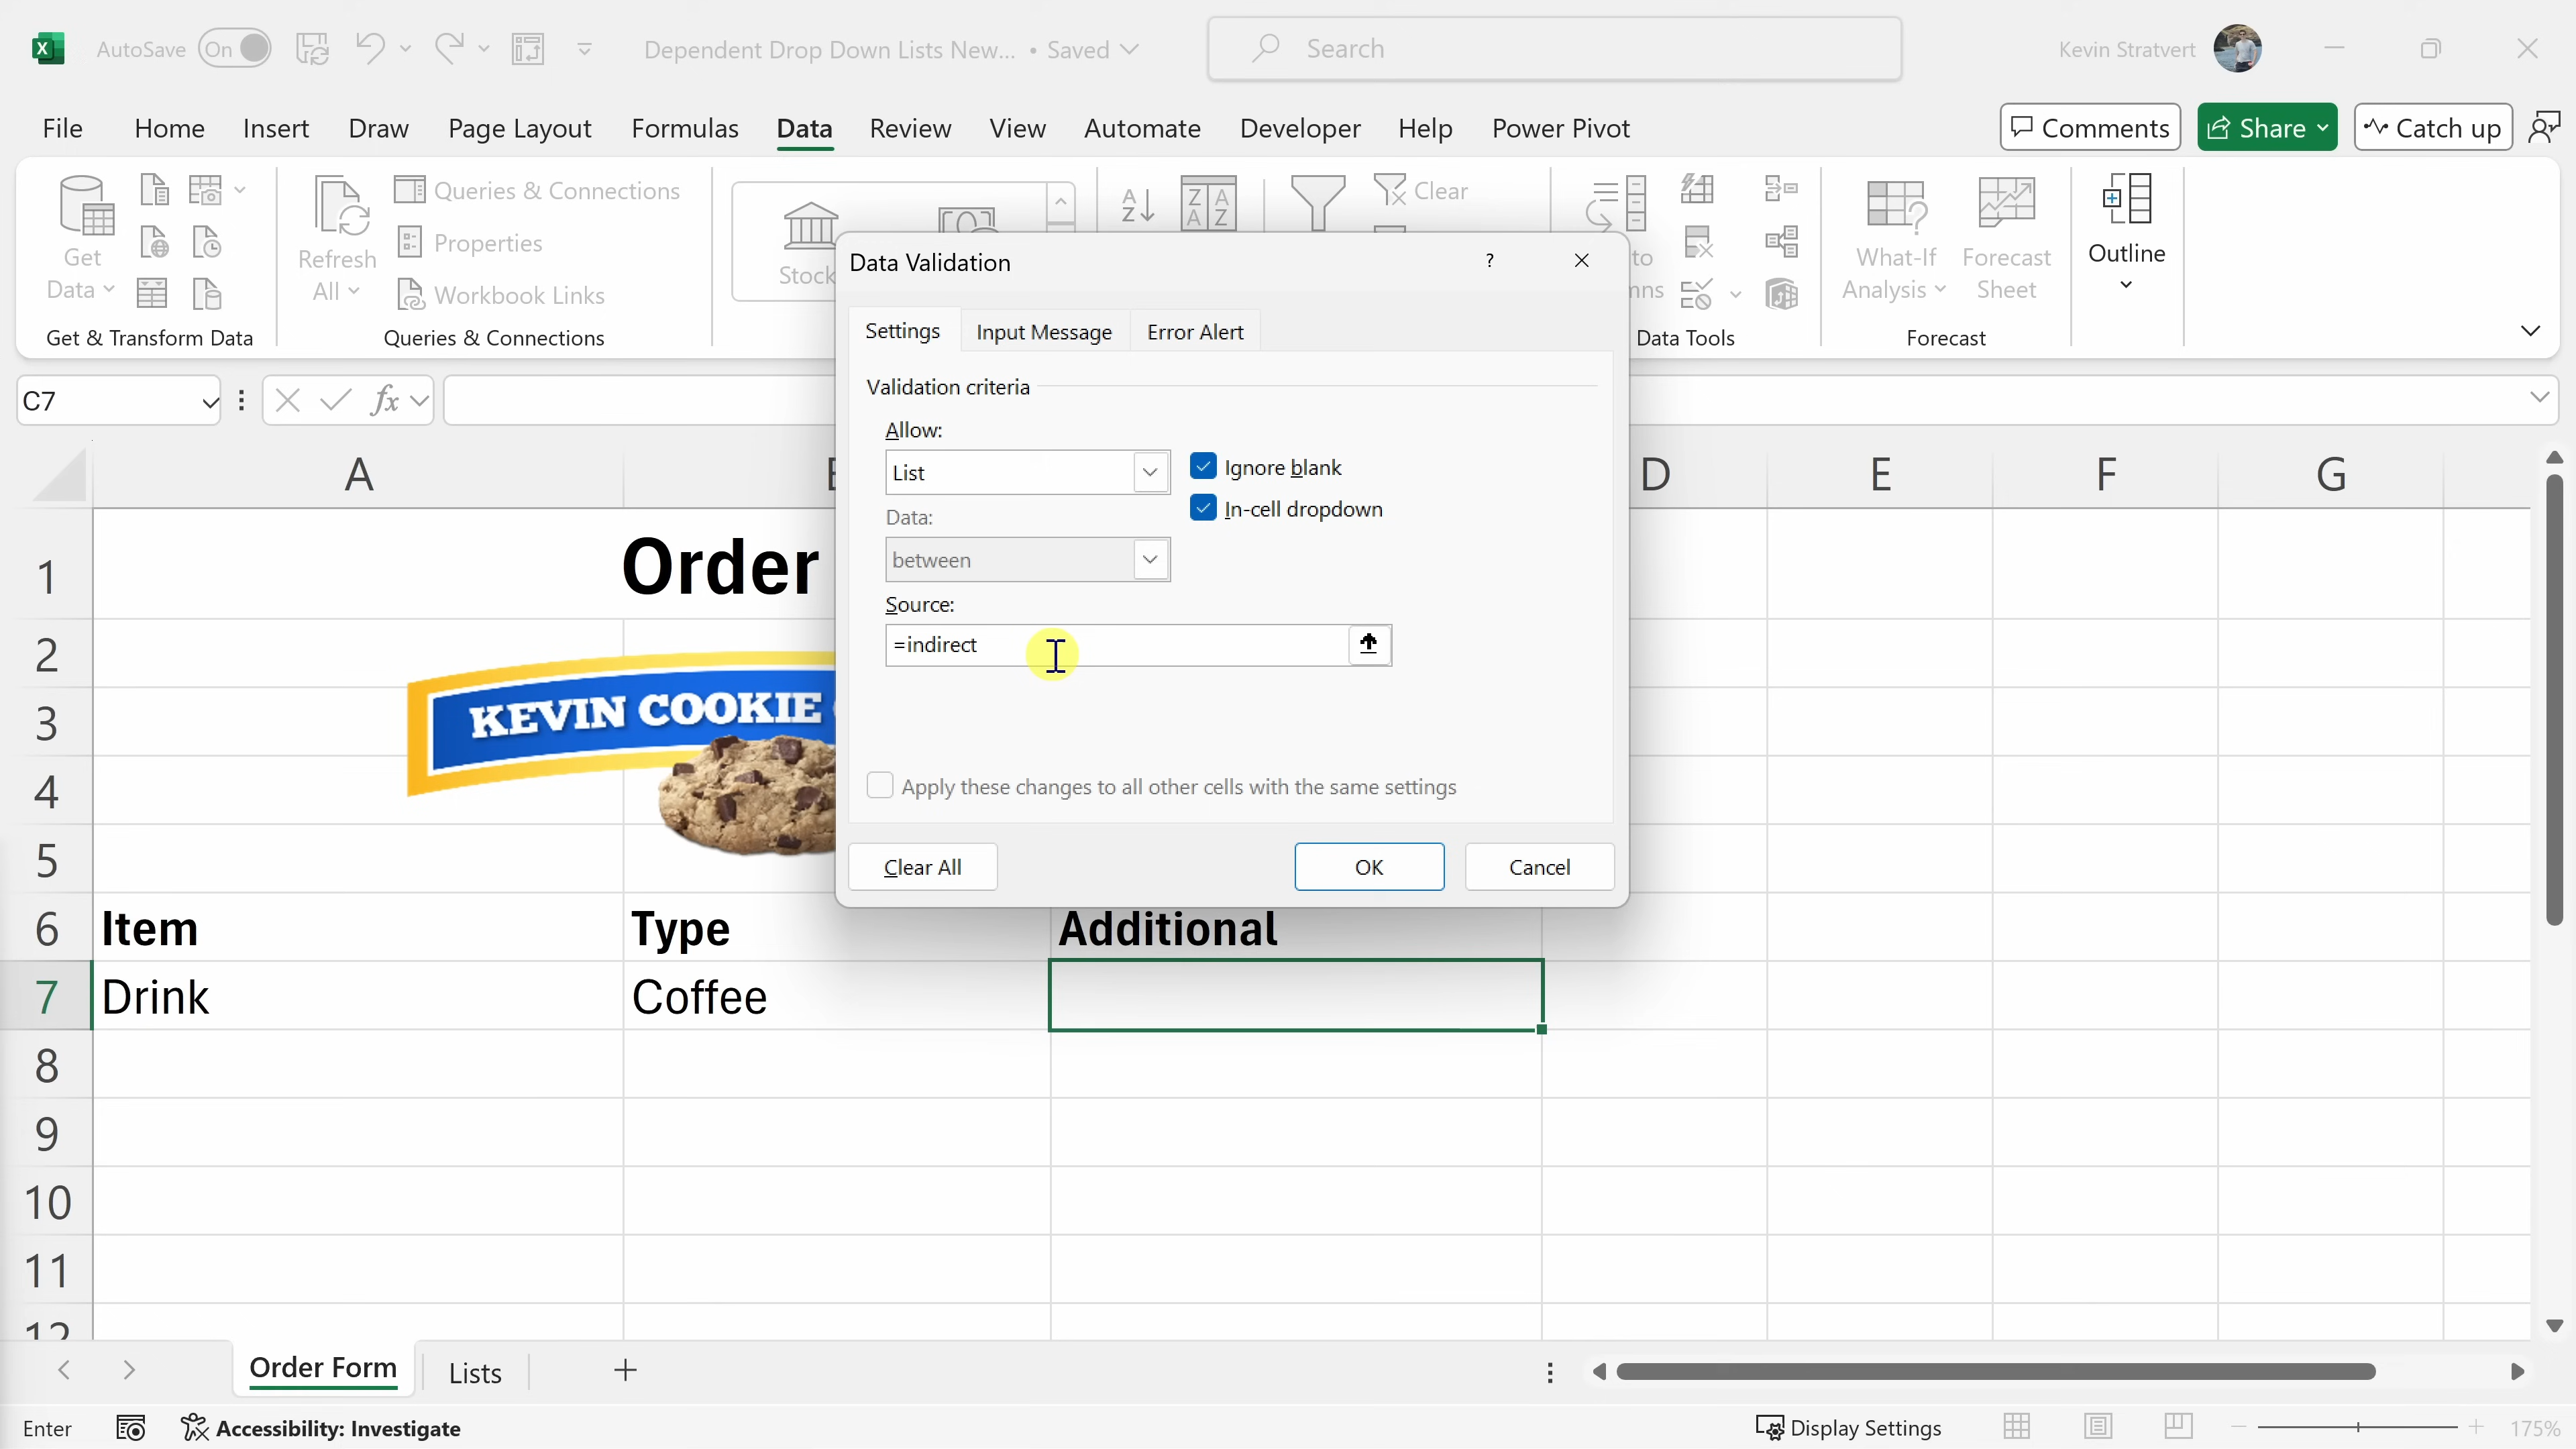 AutoSave On Dependent Drop Down Lists New... • Saved Search Kevin Stratvert
File Home Insert Draw Page Layout Formulas Data Review View Automate Developer Help Power Pivot Comments Share Catch up
Get Data
Get & Transform Data
Refresh All
Queries & Connections
Properties
Workbook Links
Queries & Connections
Stock
Clear
to
mns
Data Tools
What-If Analysis
Forecast Sheet
Forecast
Outline
C7
fx
Data Validation ?
Settings Input Message Error Alert
Validation criteria
Allow:
List
Ignore blank
In-cell dropdown
Data:
between
Source:
=indirect
Apply these changes to all other cells with the same settings
Clear All OK Cancel
A D E F G
1 Order
2
3 KEVIN COOKIE
4
5
6 Item Type Additional
7 Drink Coffee
8
9
10
11
12
Order Form Lists
Enter Accessibility: Investigate Display Settings 175%